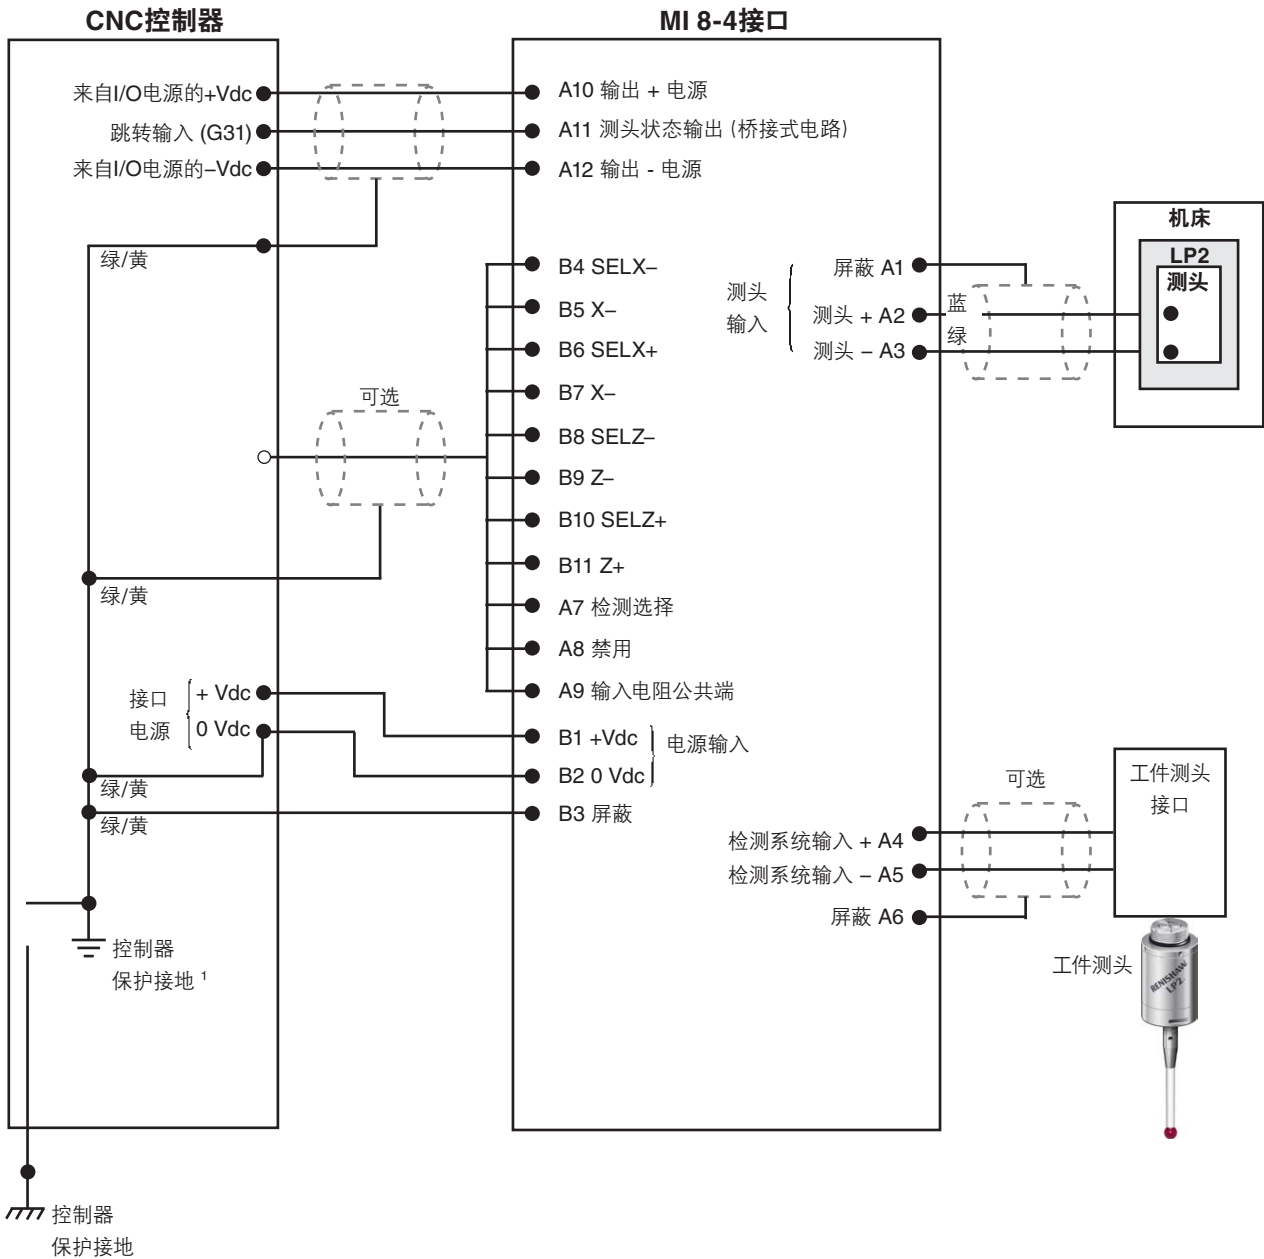 CNC控制器
MI 8-4接口
来自I/O电源的+Vdc
跳转输入 (G31)
来自I/O电源的–Vdc
绿/黄
可选
绿/黄
接口
电源
+ Vdc
0 Vdc
绿/黄
绿/黄
控制器
保护接地 1
控制器
保护接地
A10 输出 + 电源
A11 测头状态输出 (桥接式电路)
A12 输出 - 电源
B4 SELX–
B5 X–
B6 SELX+
B7 X–
B8 SELZ–
B9 Z–
B10 SELZ+
B11 Z+
A7 检测选择
A8 禁用
A9 输入电阻公共端
B1 +Vdc
B2 0 Vdc
电源输入
B3 屏蔽
测头
输入
屏蔽 A1
测头 + A2
测头 – A3
蓝
绿
机床
LP2
测头
检测系统输入 + A4
检测系统输入 – A5
屏蔽 A6
可选
工件测头
接口
工件测头
RENISHAW
LP2